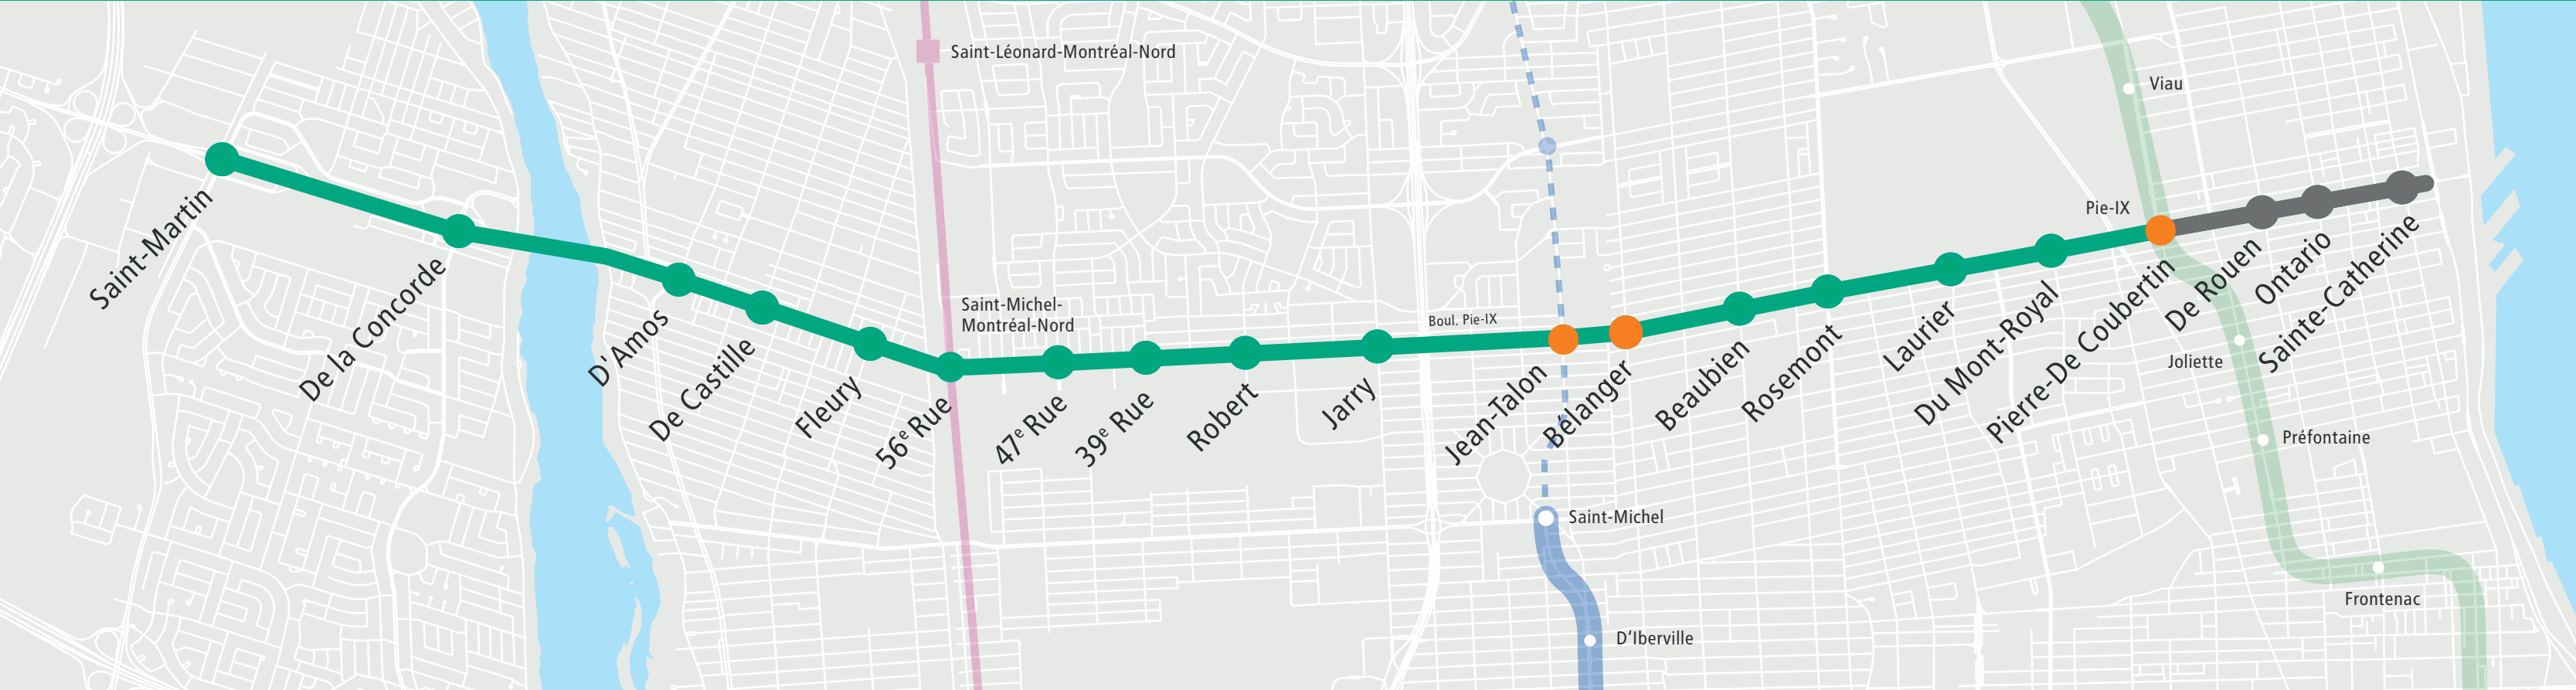 Saint-Léonard-Montréal-Nord
Viau
Saint-Martin
De la Concorde
D'Amos
De Castille
Fleury
56e Rue
Saint-Michel-
Montréal-Nord
47e Rue
39e Rue
Robert
Jarry
Boul. Pie-IX
Jean-Talon
Bélanger
Beaubien
Rosemont
Laurier
Du Mont-Royal
Pie-IX
Pierre-De Coubertin
De Rouen
Ontario
Sainte-Catherine
Joliette
Préfontaine
Saint-Michel
Frontenac
D’Iberville